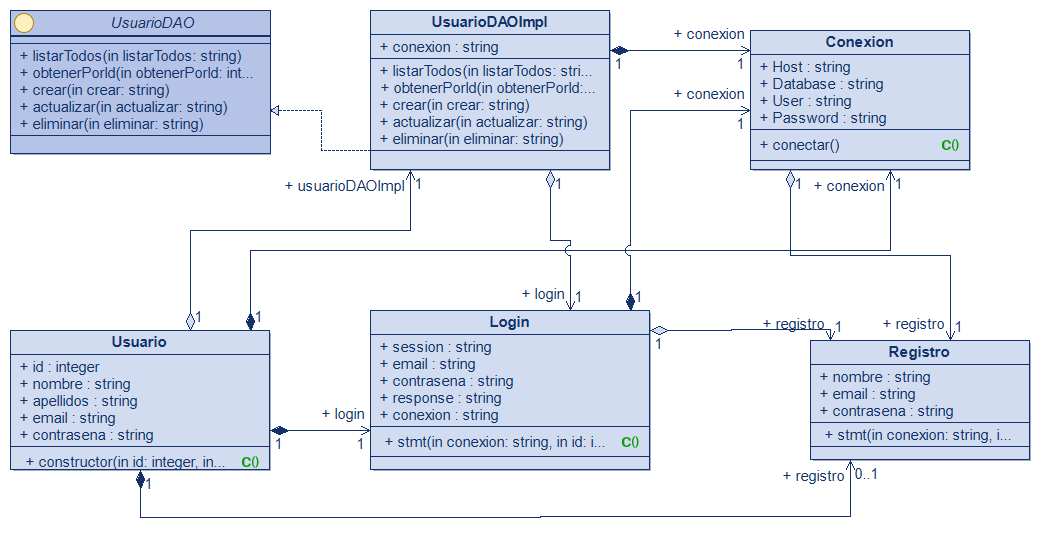 UsuarioDAO
+ listarTodos(in listarTodos: string)
+ obtenerPorId(in obtenerPorId: int...
+ crear(in crear: string)
+ actualizar(in actualizar: string)
+ eliminar(in eliminar: string)
UsuarioDAOImpl
+ conexion : string
+ listarTodos(in listarTodos: stri...
+ obtenerPorId(in obtenerPorId:...
+ crear(in crear: string)
+ actualizar(in actualizar: string)
+ eliminar(in eliminar: string)
+ conexion
1
1
+ conexion
1
Conexion
+ Host : string
+ Database : string
+ User : string
+ Password : string
+ conectar() C()
+ usuarioDAOImpl 1
1
1
+ conexion 1
1
1
+ login 1
1
Usuario
+ id : integer
+ nombre : string
+ apellidos : string
+ email : string
+ contrasena : string
+ constructor(in id: integer, in... C()
+ login
1
1
Login
+ session : string
+ email : string
+ contrasena : string
+ response : string
+ conexion : string
+ stmt(in conexion: string, in id: i... C()
1
+ registro 1
+ registro 1
Registro
+ nombre : string
+ email : string
+ contrasena : string
+ stmt(in conexion: string, i...
1
+ registro 0..1